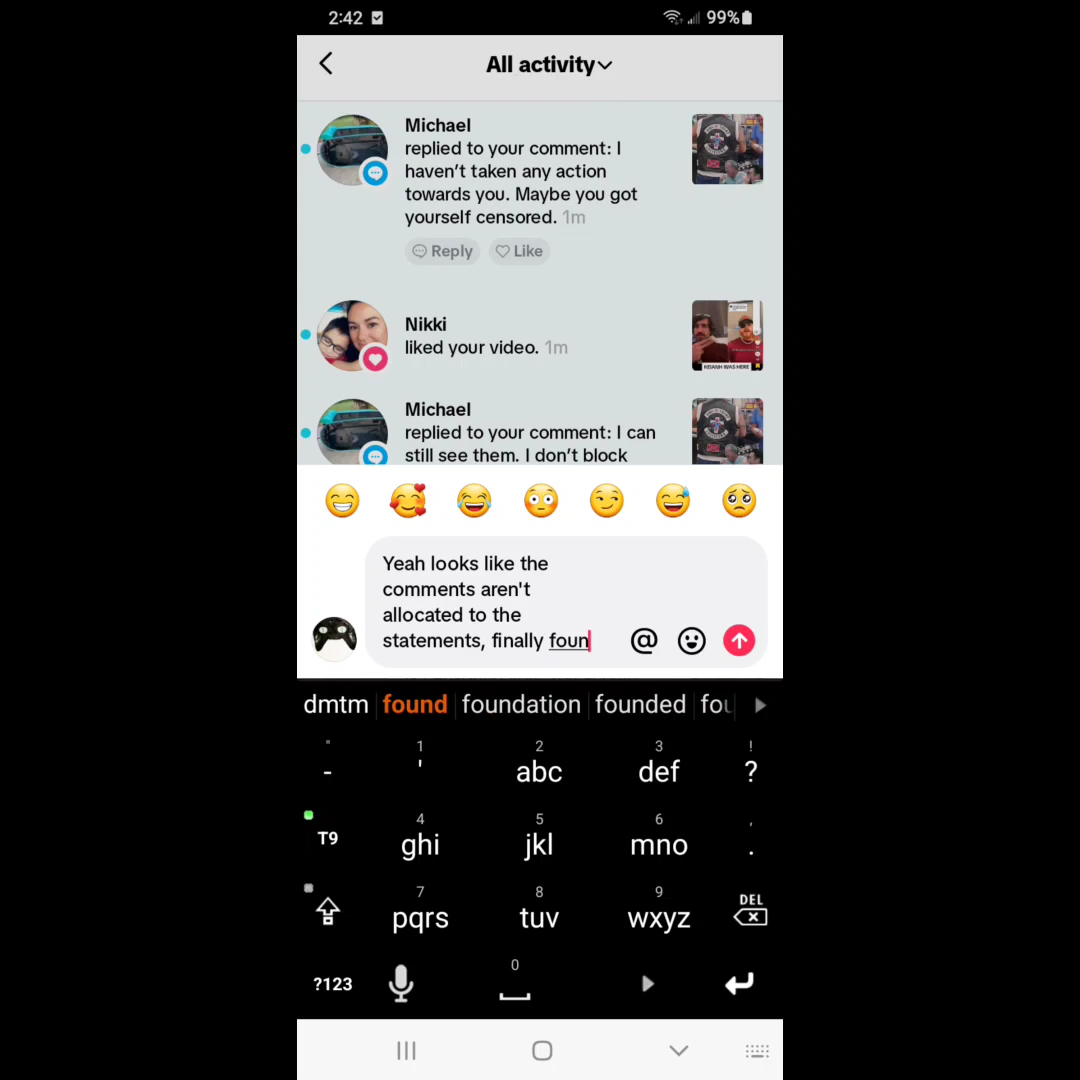 2:42
99%
All activity
Michael
replied to your comment: I
haven’t taken any action
towards you. Maybe you got
yourself censored. 1m
Reply Like
Nikki
liked your video. 1m
KEIANH WAS HERE
Michael
replied to your comment: I can
still see them. I don’t block
Yeah looks like the
comments aren't
allocated to the
statements, finally foun
@
dmtm found foundation founded fou
" 1 2 3 !
- ' abc def ?
4 5 6 ,
T9 ghi jkl mno .
7 8 9 DEL
pqrs tuv wxyz
0
?123